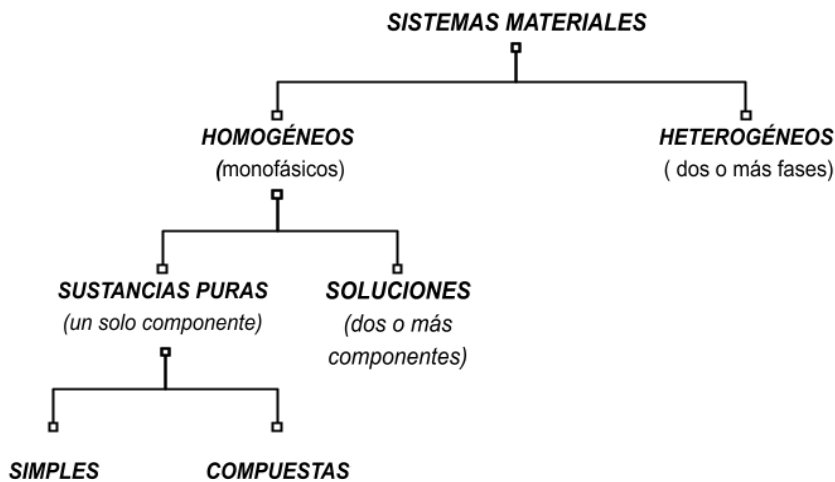 SISTEMAS MATERIALES
HOMOGÉNEOS
(monofásicos)
HETEROGÉNEOS
( dos o más fases)
SUSTANCIAS PURAS
(un solo componente)
SOLUCIONES
(dos o más
componentes)
SIMPLES
COMPUESTAS